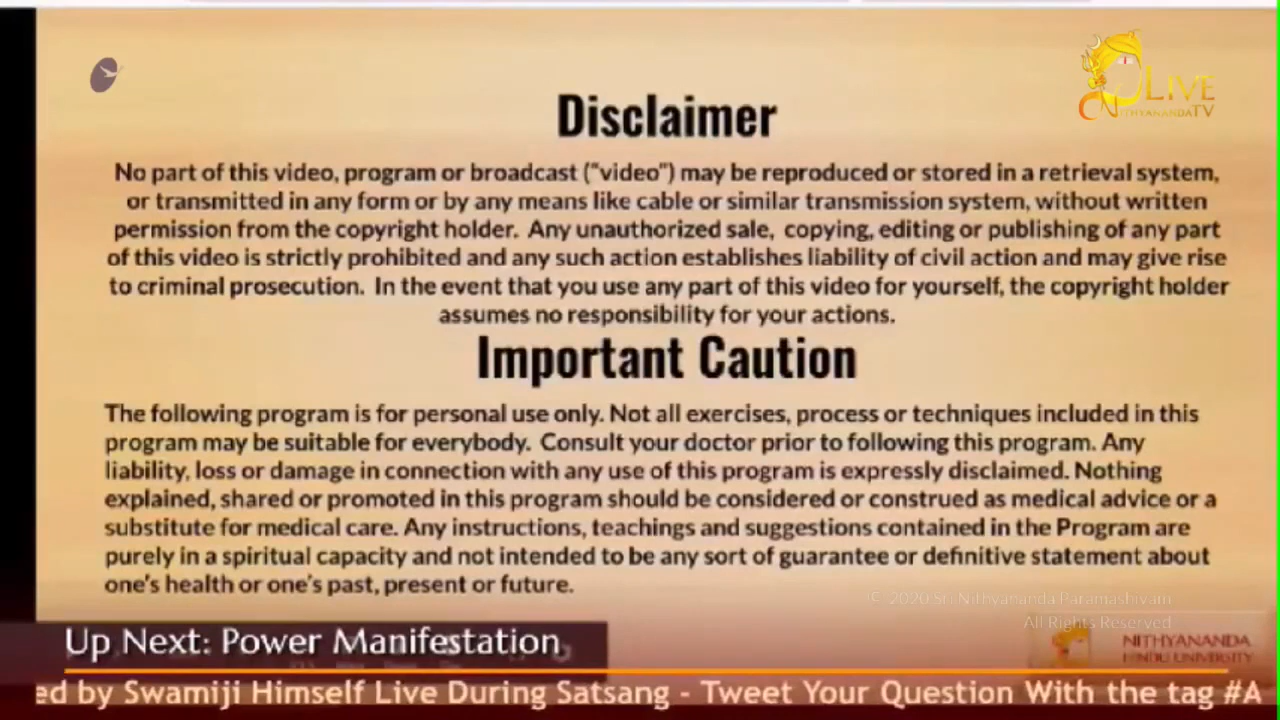 LIVE
NITHYANANDATV
Disclaimer
No part of this video, program or broadcast (“video”) may be reproduced or stored in a retrieval system,
or transmitted in any form or by any means like cable or similar transmission system, without written
permission from the copyright holder. Any unauthorized sale, copying, editing or publishing of any part
of this video is strictly prohibited and any such action establishes liability of civil action and may give rise
to criminal prosecution. In the event that you use any part of this video for yourself, the copyright holder
assumes no responsibility for your actions.
Important Caution
The following program is for personal use only. Not all exercises, process or techniques included in this
program may be suitable for everybody. Consult your doctor prior to following this program. Any
liability, loss or damage in connection with any use of this program is expressly disclaimed. Nothing
explained, shared or promoted in this program should be considered or construed as medical advice or a
substitute for medical care. Any instructions, teachings and suggestions contained in the Program are
purely in a spiritual capacity and not intended to be any sort of guarantee or definitive statement about
one's health or one's past, present or future.
© 2020 Sri Nithyananda Paramashivam
All Rights Reserved
Up Next: Power Manifestation
NITHYANANDA
HINDU UNIVERSITY
ed by Swamiji Himself Live During Satsang - Tweet Your Question With the tag #A